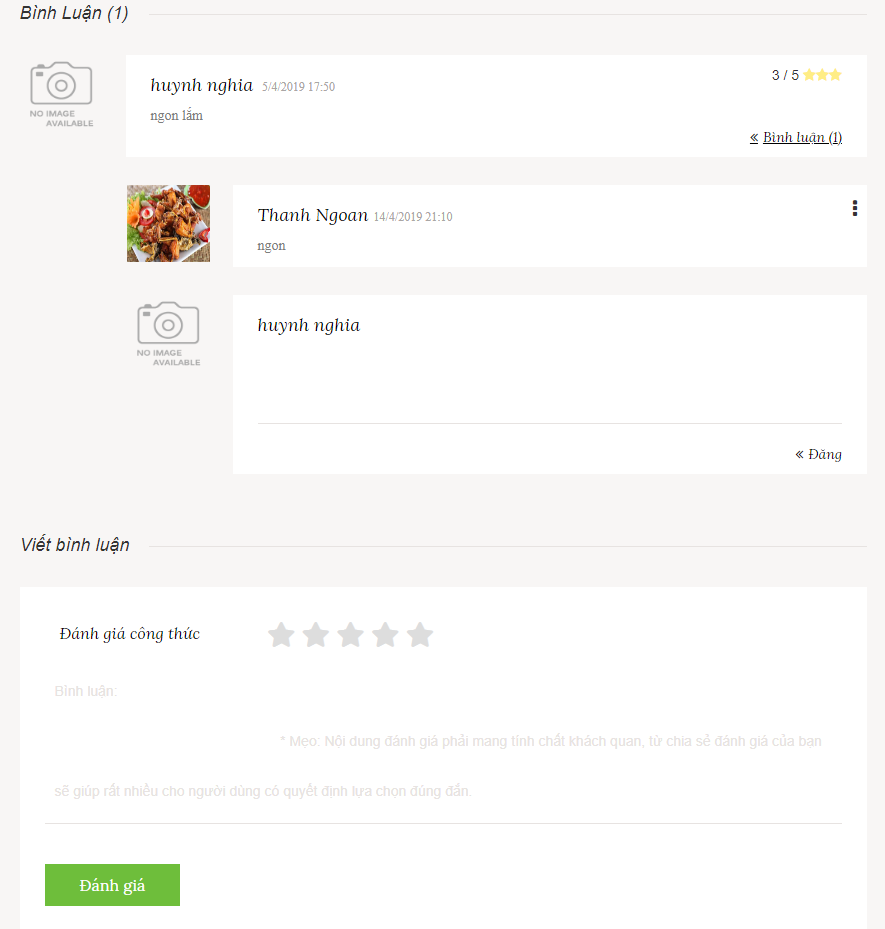 Bình Luận (1)
NO IMAGE
AVAILABLE
huynh nghia 5/4/2019 17:50
3 / 5
ngon lắm
« Bình luận (1)
Thanh Ngoan 14/4/2019 21:10
ngon
NO IMAGE
AVAILABLE
huynh nghia
« Đăng
Viết bình luận
Đánh giá công thức
Bình luận:
* Mẹo: Nội dung đánh giá phải mang tính chất khách quan, từ chia sẻ đánh giá của bạn
sẽ giúp rất nhiều cho người dùng có quyết định lựa chọn đúng đắn.
Đánh giá